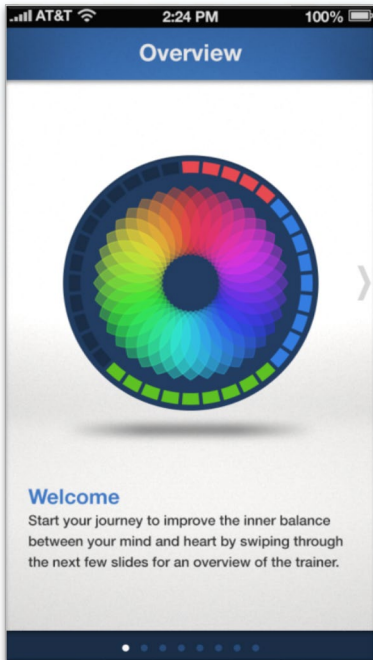 AT&T 2:24 PM 100%
Overview
Welcome
Start your journey to improve the inner balance
between your mind and heart by swiping through
the next few slides for an overview of the trainer.